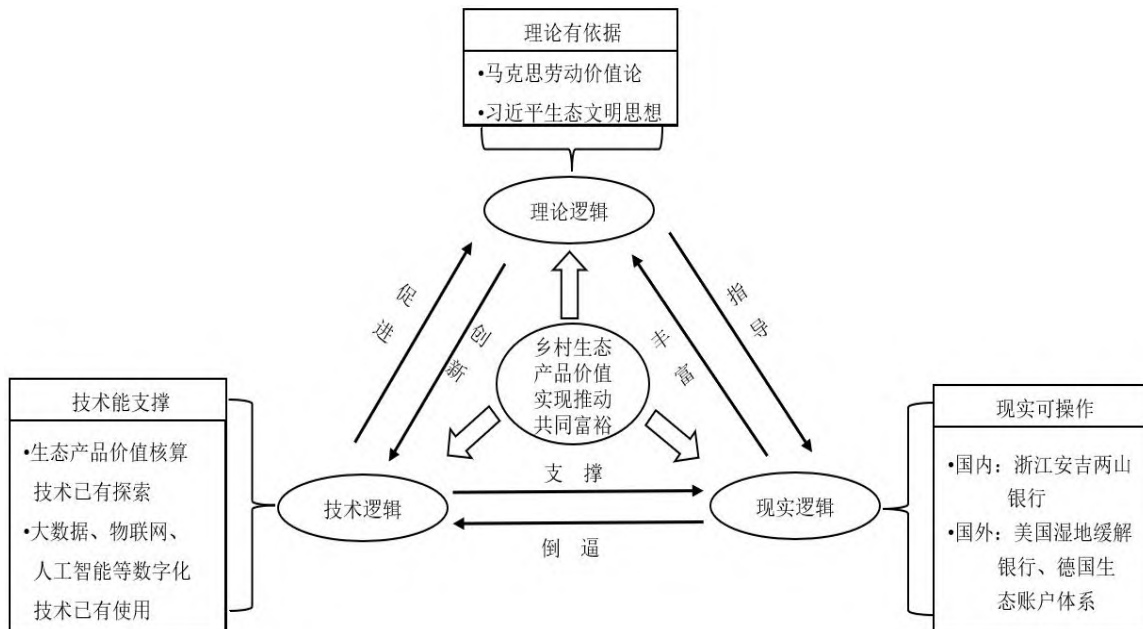 理论有依据
•马克思劳动价值论
•习近平生态文明思想
理论逻辑
促进
创新
丰富
指导
乡村生态
产品价值
实现推动
共同富裕
技术能支撑
•生态产品价值核算
技术已有探索
•大数据、物联网、
人工智能等数字化
技术已有使用
技术逻辑
支 撑
倒 逼
现实逻辑
现实可操作
•国内：浙江安吉两山
银行
•国外：美国湿地缓解
银行、德国生
态账户体系